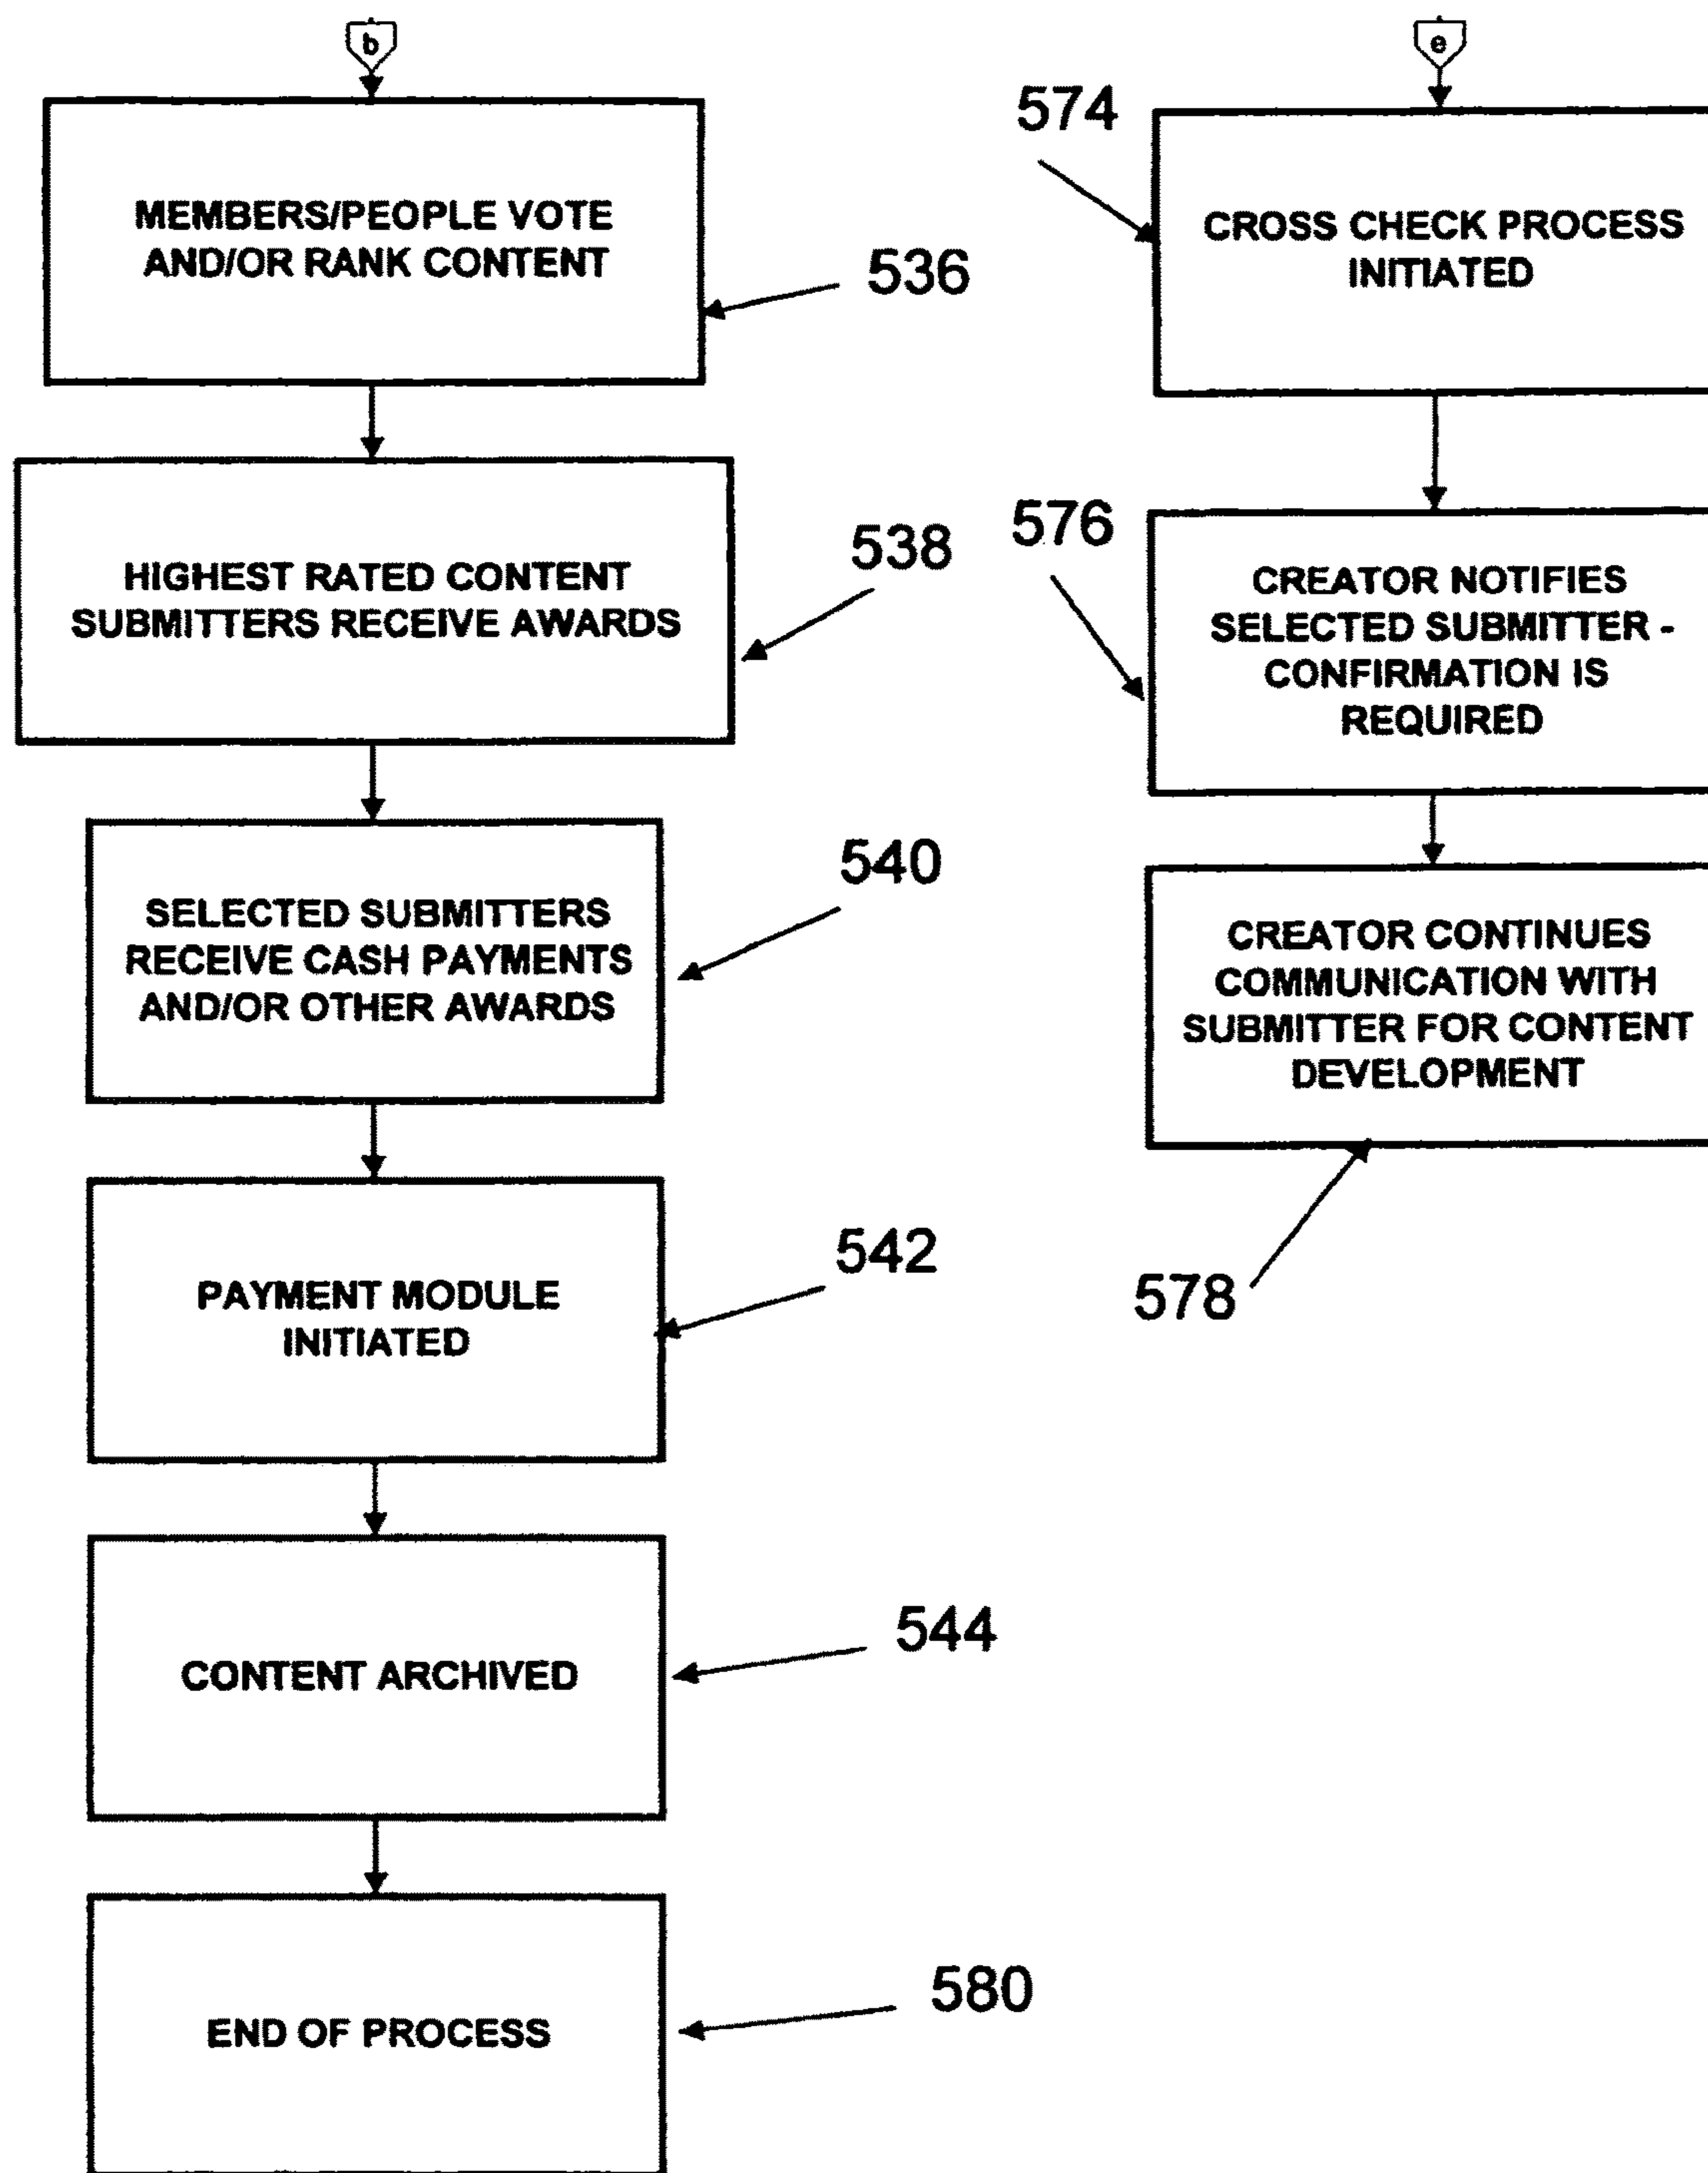 b
MEMBERS/PEOPLE VOTE
AND/OR RANK CONTENT
536
HIGHEST RATED CONTENT
SUBMITTERS RECEIVE AWARDS
538
SELECTED SUBMITTERS
RECEIVE CASH PAYMENTS
AND/OR OTHER AWARDS
540
PAYMENT MODULE
INITIATED
542
CONTENT ARCHIVED
544
END OF PROCESS
580
e
574
CROSS CHECK PROCESS
INITIATED
576
CREATOR NOTIFIES
SELECTED SUBMITTER -
CONFIRMATION IS
REQUIRED
CREATOR CONTINUES
COMMUNICATION WITH
SUBMITTER FOR CONTENT
DEVELOPMENT
578